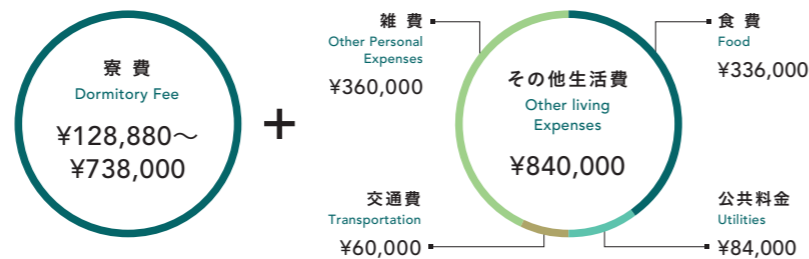 寮 費
Dormitory Fee
¥128,880～
¥738,000
+
雑 費
Other Personal
Expenses
¥360,000
その他生活費
Other living
Expenses
¥840,000
食 費
Food
¥336,000
交通費
Transportation
¥60,000
公共料金
Utilities
¥84,000